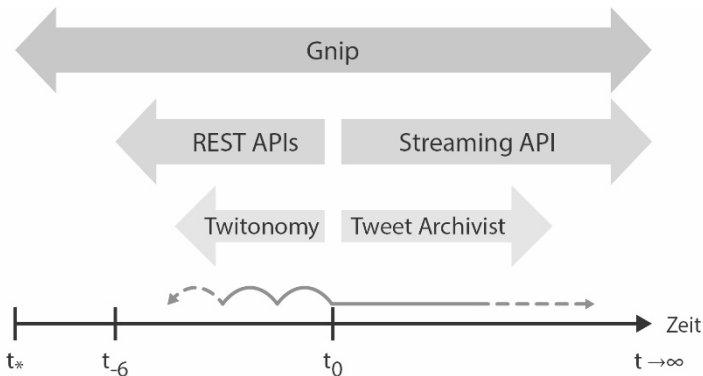 Gnip
REST APIs Streaming API
Twitonomy Tweet Archivist
Zeit
t* t-6 t0 t→∞